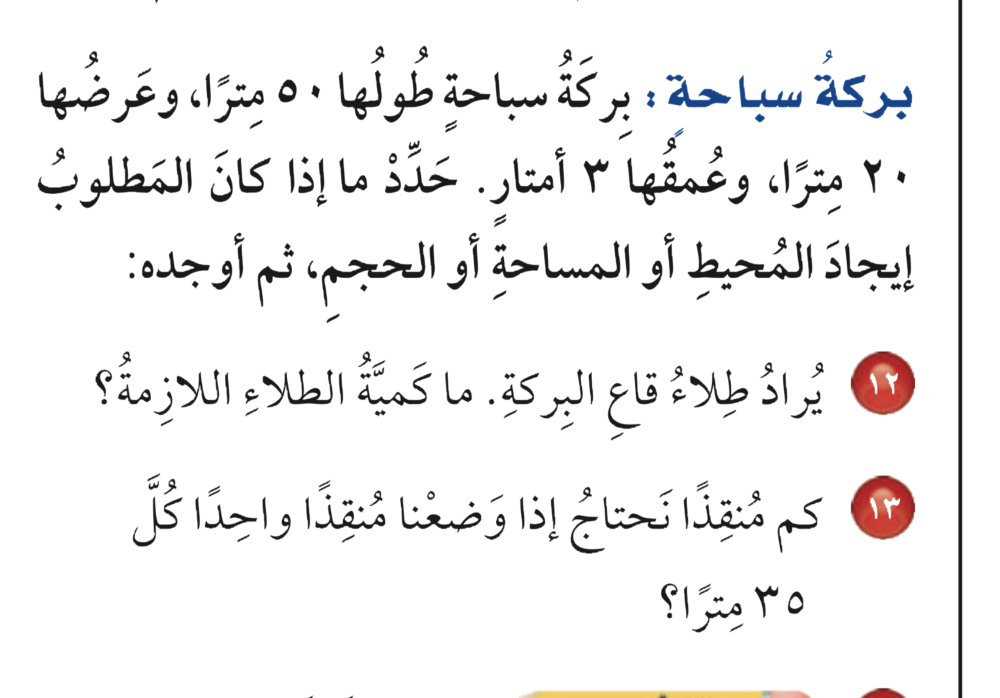 بركةُ سباحة: بِركَةُ سباحةٍ طُولُها ٥٠ مِترًا، وعَرضُها
٢٠ مِترًا، وعُمقُها ٣ أمتارٍ. حَدِّدْ ما إذا كانَ المَطلوبُ
إيجادَ المُحيطِ أو المساحةِ أو الحجمِ، ثم أوجده:
١٢ يُرادُ طِلاءُ قاعِ البِركةِ. ما كَميَّةُ الطلاءِ اللازِمةُ؟
١٣ كم مُنقِذًا نَحتاجُ إذا وَضعْنا مُنقِذًا واحِدًا كُلَّ
٣٥ مِترًا؟